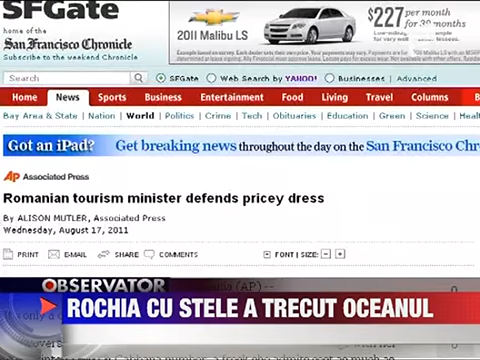 SFGate
home of the
San Francisco Chronicle
Subscribe to the weekend Chronicle
2011 Malibu LS
$227 per month for
39 months
Search
SFGate Web Search by YAHOO! Businesses Advanced
Home News Sports Business Entertainment Food Living Travel Columns
Bay Area & State Nation World Politics Crime Tech Obituaries Education Green Science Health
Got an iPad? Get breaking news throughout the day on the San Francisco Chro
AP Associated Press
Romanian tourism minister defends pricey dress
By ALISON MUTLER, Associated Press
Wednesday, August 17, 2011
PRINT E-MAIL SHARE COMMENTS FONT | SIZE:
OBSERVATOR
ROCHIA CU STELE A TRECUT OCEANUL